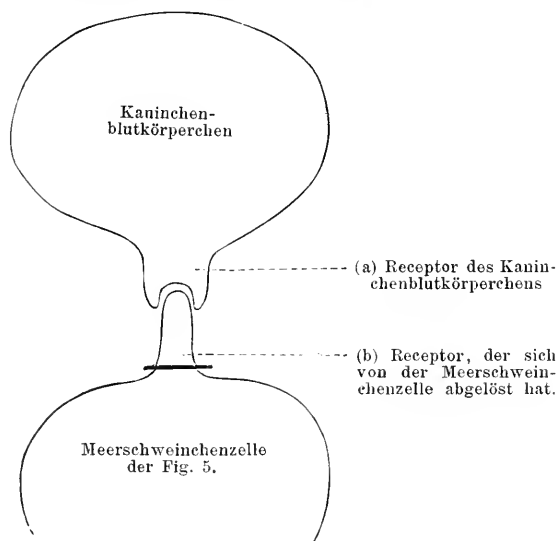 Kaninchen-
blutkörperchen
(a) Receptor des Kanin-
chenblutkörperchens
(b) Receptor, der sich
von der Meerschwein-
chenzelle abgelöst hat.
Meerschweinchenzelle
der Fig. 5.